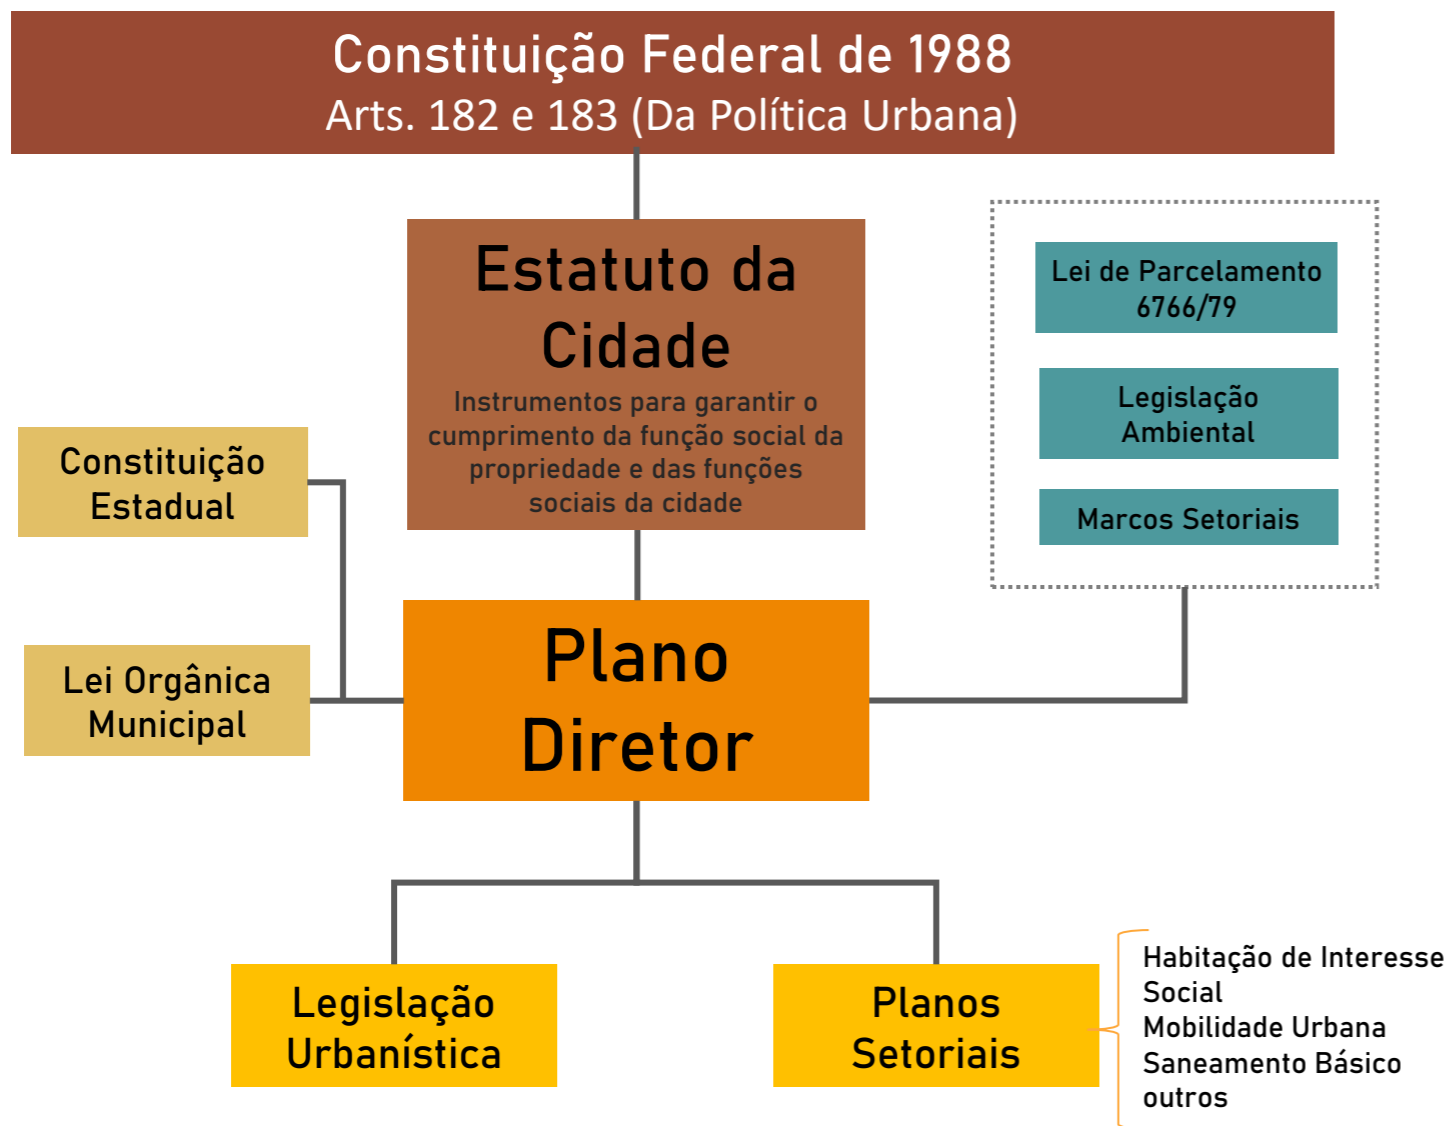 Constituição Federal de 1988
Arts. 182 e 183 (Da Política Urbana)
Estatuto da
Cidade
Instrumentos para garantir o
cumprimento da função social da
propriedade e das funções
sociais da cidade
Lei de Parcelamento
6766/79
Legislação
Ambiental
Marcos Setoriais
Constituição
Estadual
Lei Orgânica
Municipal
Plano
Diretor
Legislação
Urbanística
Planos
Setoriais
Habitação de Interesse
Social
Mobilidade Urbana
Saneamento Básico
outros